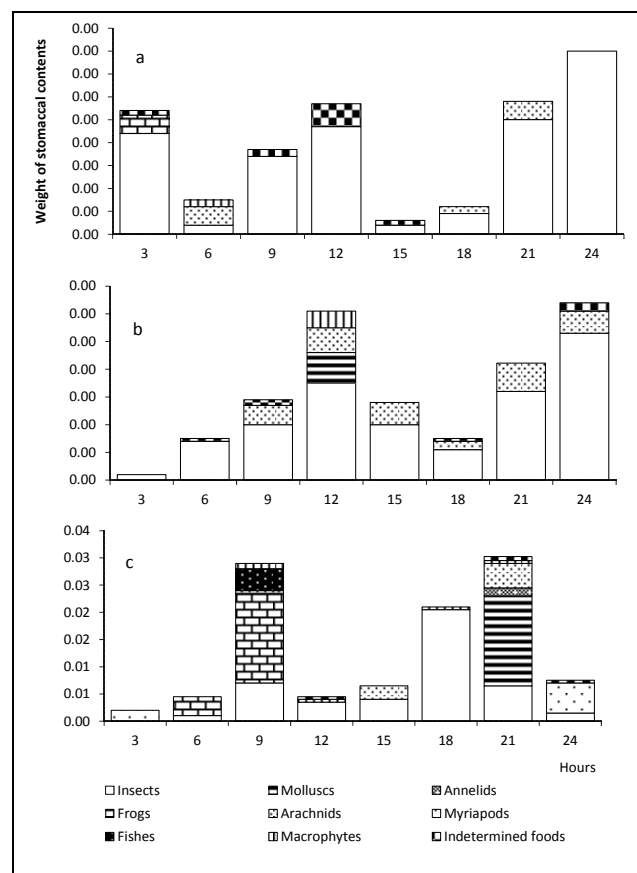 Weight of stomaccal contents
a
0.00
0.00
0.00
0.00
0.00
0.00
0.00
0.00
0.00
0.00
3 6 9 12 15 18 21 24
b
0.00
0.00
0.00
0.00
0.00
0.00
0.00
0.00
3 6 9 12 15 18 21 24
c
0.04
0.03
0.03
0.02
0.02
0.01
0.01
0.00
3 6 9 12 15 18 21 24
Hours
Insects Molluscs Annelids
Frogs Arachnids Myriapods
Fishes Macrophytes Indetermined foods